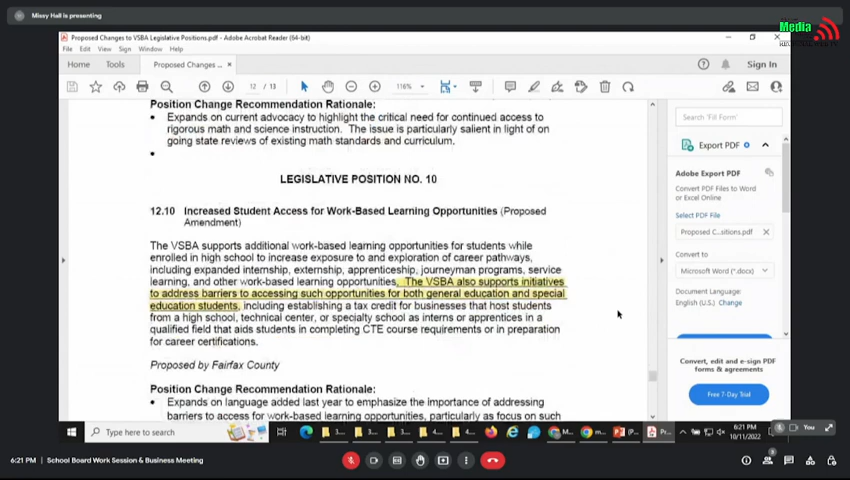 Missy Hall is presenting
Media
Proposed Changes to VSBA Legislative Positions.pdf - Adobe Acrobat Reader (64-bit)
File Edit View Sign Window Help
Home Tools Proposed Changes ... × Sign In
12 / 13 116%
Position Change Recommendation Rationale:
• Expands on current advocacy to highlight the critical need for continued access to
rigorous math and science instruction. The issue is particularly salient in light of on
going state reviews of existing math standards and curriculum.
•
LEGISLATIVE POSITION NO. 10
12.10 Increased Student Access for Work-Based Learning Opportunities (Proposed
Amendment)
The VSBA supports additional work-based learning opportunities for students while
enrolled in high school to increase exposure to and exploration of career pathways,
including expanded internship, externship, apprenticeship, journeyman programs, service
learning, and other work-based learning opportunities. The VSBA also supports initiatives
to address barriers to accessing such opportunities for both general education and special
education students, including establishing a tax credit for businesses that host students
from a high school, technical center, or specialty school as interns or apprentices in a
qualified field that aids students in completing CTE course requirements or in preparation
for career certifications.
Proposed by Fairfax County
Position Change Recommendation Rationale:
• Expands on language added last year to emphasize the importance of addressing
barriers to access for work-based learning opportunities, particularly as focus on such
Search 'Fill Form'
Export PDF
Adobe Export PDF
Convert PDF Files to Word
or Excel Online
Select PDF File
Proposed C...sitions.pdf ×
Convert to
Microsoft Word (*.docx)
Document Language:
English (U.S.) Change
Convert, edit and e-sign PDF
forms & agreements
Free 7-Day Trial
Type here to search
3... 3... 3... 4... 4... M... m... (P... Pr...
6:21 PM
10/11/2022
You
6:21 PM | School Board Work Session & Business Meeting